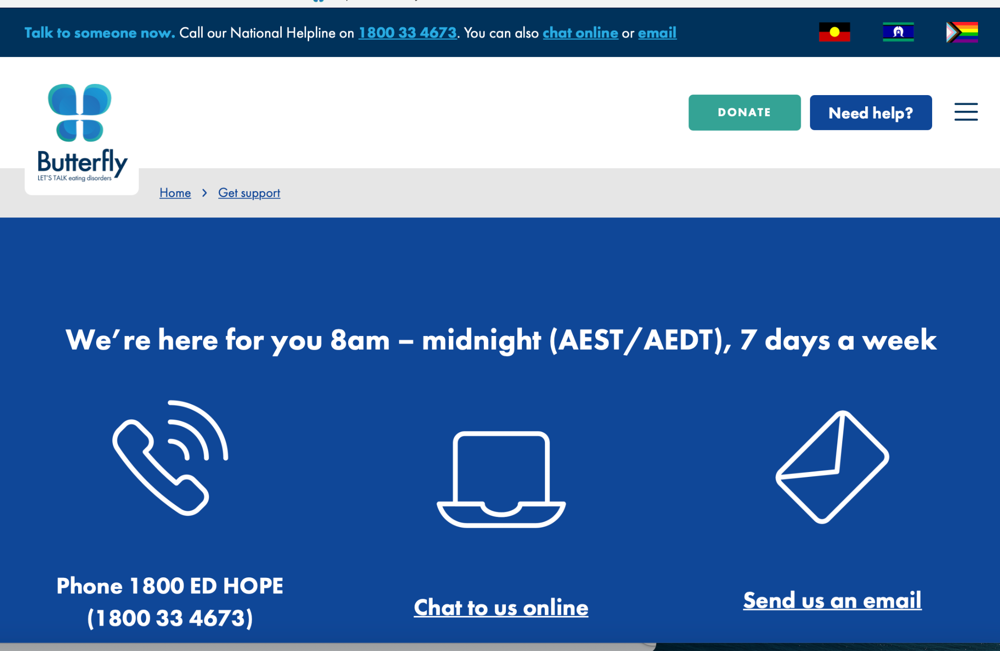 Talk to someone now. Call our National Helpline on 1800 33 4673. You can also chat online or email
DONATE
Need help?
Butterfly
LET'S TALK eating disorders
Home > Get support
We’re here for you 8am – midnight (AEST/AEDT), 7 days a week
Phone 1800 ED HOPE
(1800 33 4673)
Chat to us online
Send us an email